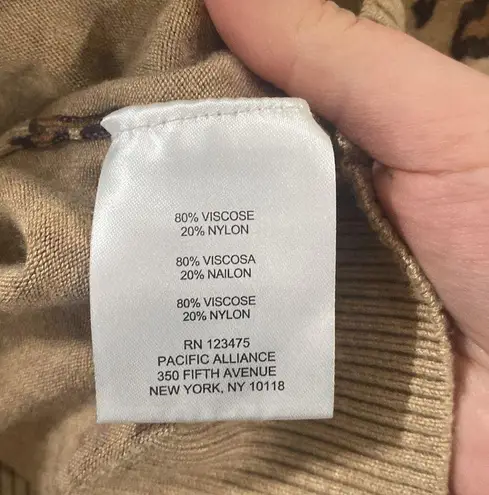 80% VISCOSE
20% NYLON
80% VISCOSA
20% NAILON
80% VISCOSE
20% NYLON
RN 123475
PACIFIC ALLIANCE
350 FIFTH AVENUE
NEW YORK, NY 10118